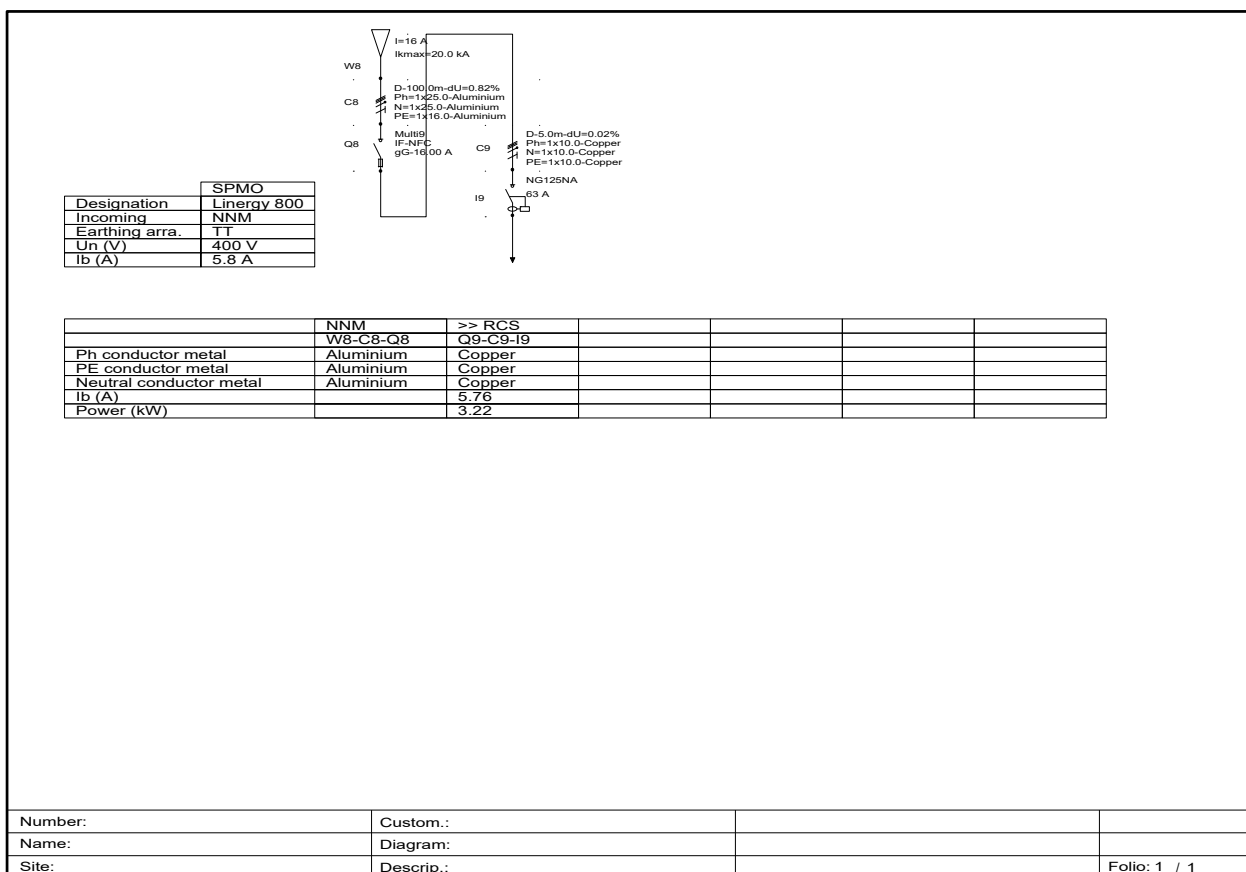 I=16 A
Ikmax=20.0 kA
W8
C8
D-100.0m-dU=0.82%
Ph=1x25.0-Aluminium
N=1x25.0-Aluminium
PE=1x16.0-Aluminium
Q8
Multi9
IF-NFC
gG-16.00 A
C9
D-5.0m-dU=0.02%
Ph=1x10.0-Copper
N=1x10.0-Copper
PE=1x10.0-Copper
I9
NG125NA
63 A
SPMO
Designation Linergy 800
Incoming NNM
Earthing arra. TT
Un (V) 400 V
Ib (A) 5.8 A
NNM >> RCS
W8-C8-Q8 Q9-C9-I9
Ph conductor metal Aluminium Copper
PE conductor metal Aluminium Copper
Neutral conductor metal Aluminium Copper
Ib (A) 5.76
Power (kW) 3.22
Number: Custom.:
Name: Diagram:
Site: Descrip.: Folio: 1 / 1